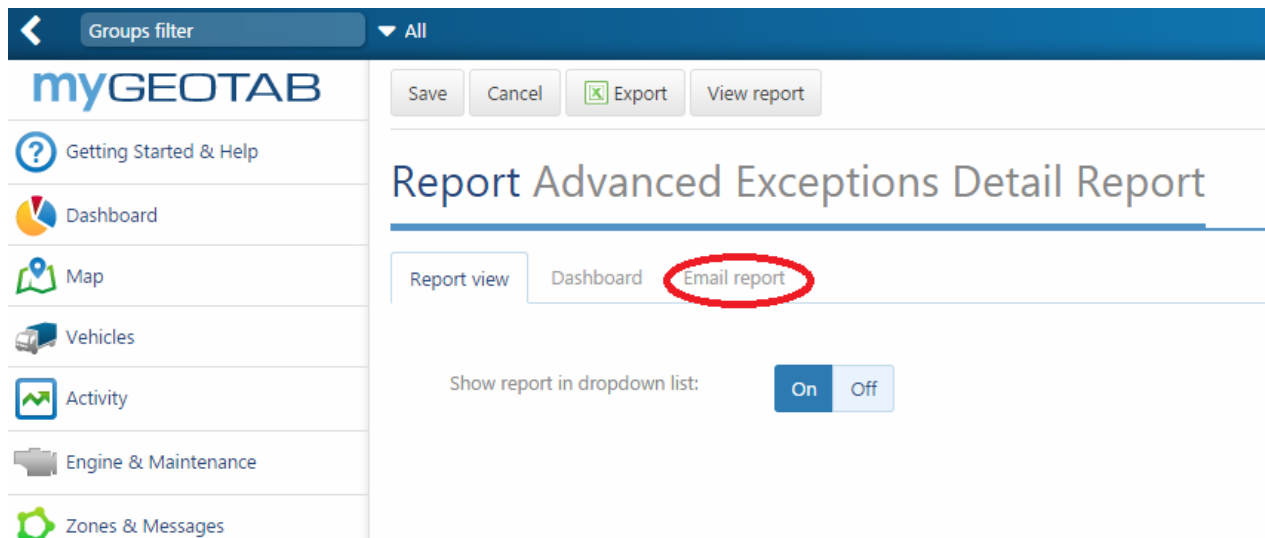 Groups filter
All
myGEOTAB
Getting Started & Help
Dashboard
Map
Vehicles
Activity
Engine & Maintenance
Zones & Messages
Save Cancel Export View report
Report Advanced Exceptions Detail Report
Report view Dashboard Email report
Show report in dropdown list: On Off